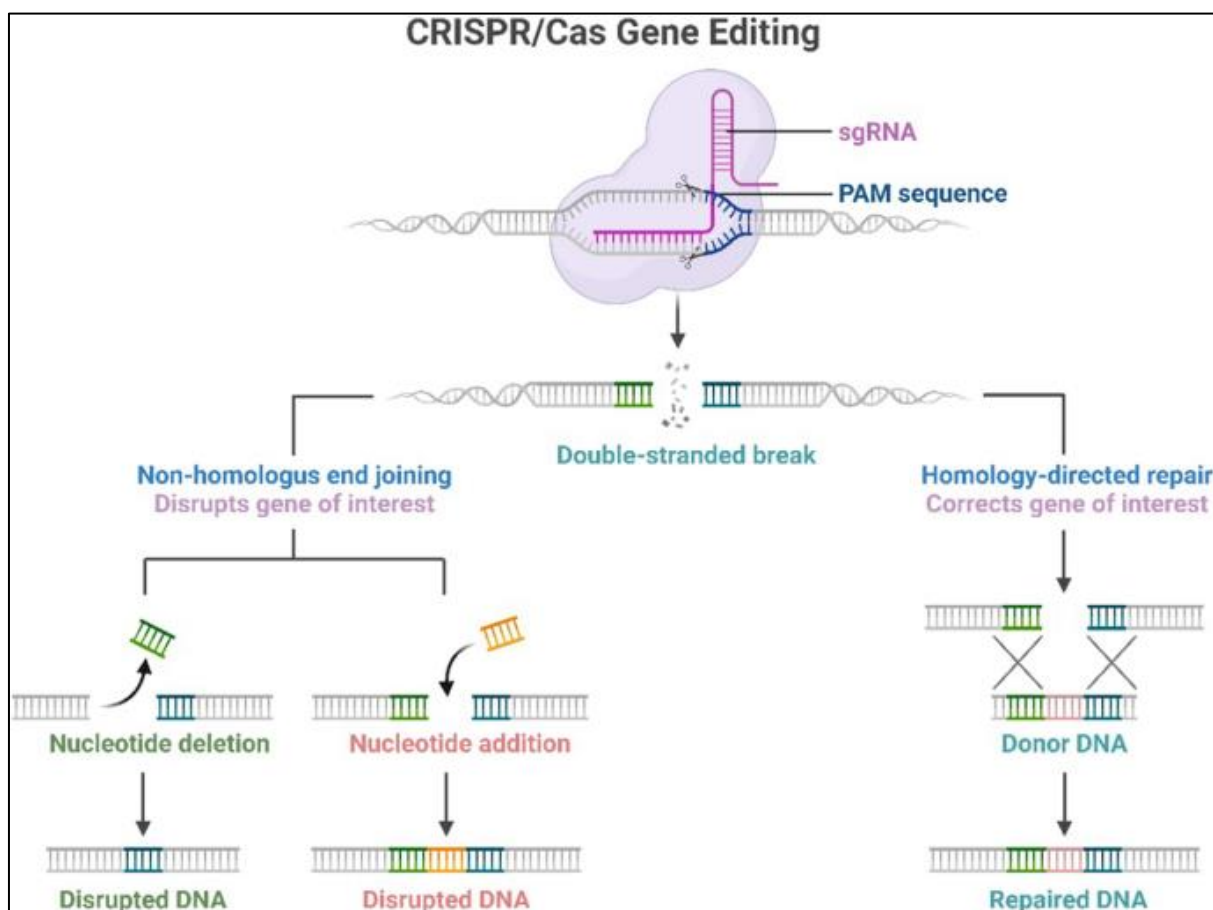 CRISPR/Cas Gene Editing
sgRNA
PAM sequence
Double-stranded break
Non-homologus end joining
Disrupts gene of interest
Homology-directed repair
Corrects gene of interest
Nucleotide deletion
Nucleotide addition
Donor DNA
Disrupted DNA
Disrupted DNA
Repaired DNA